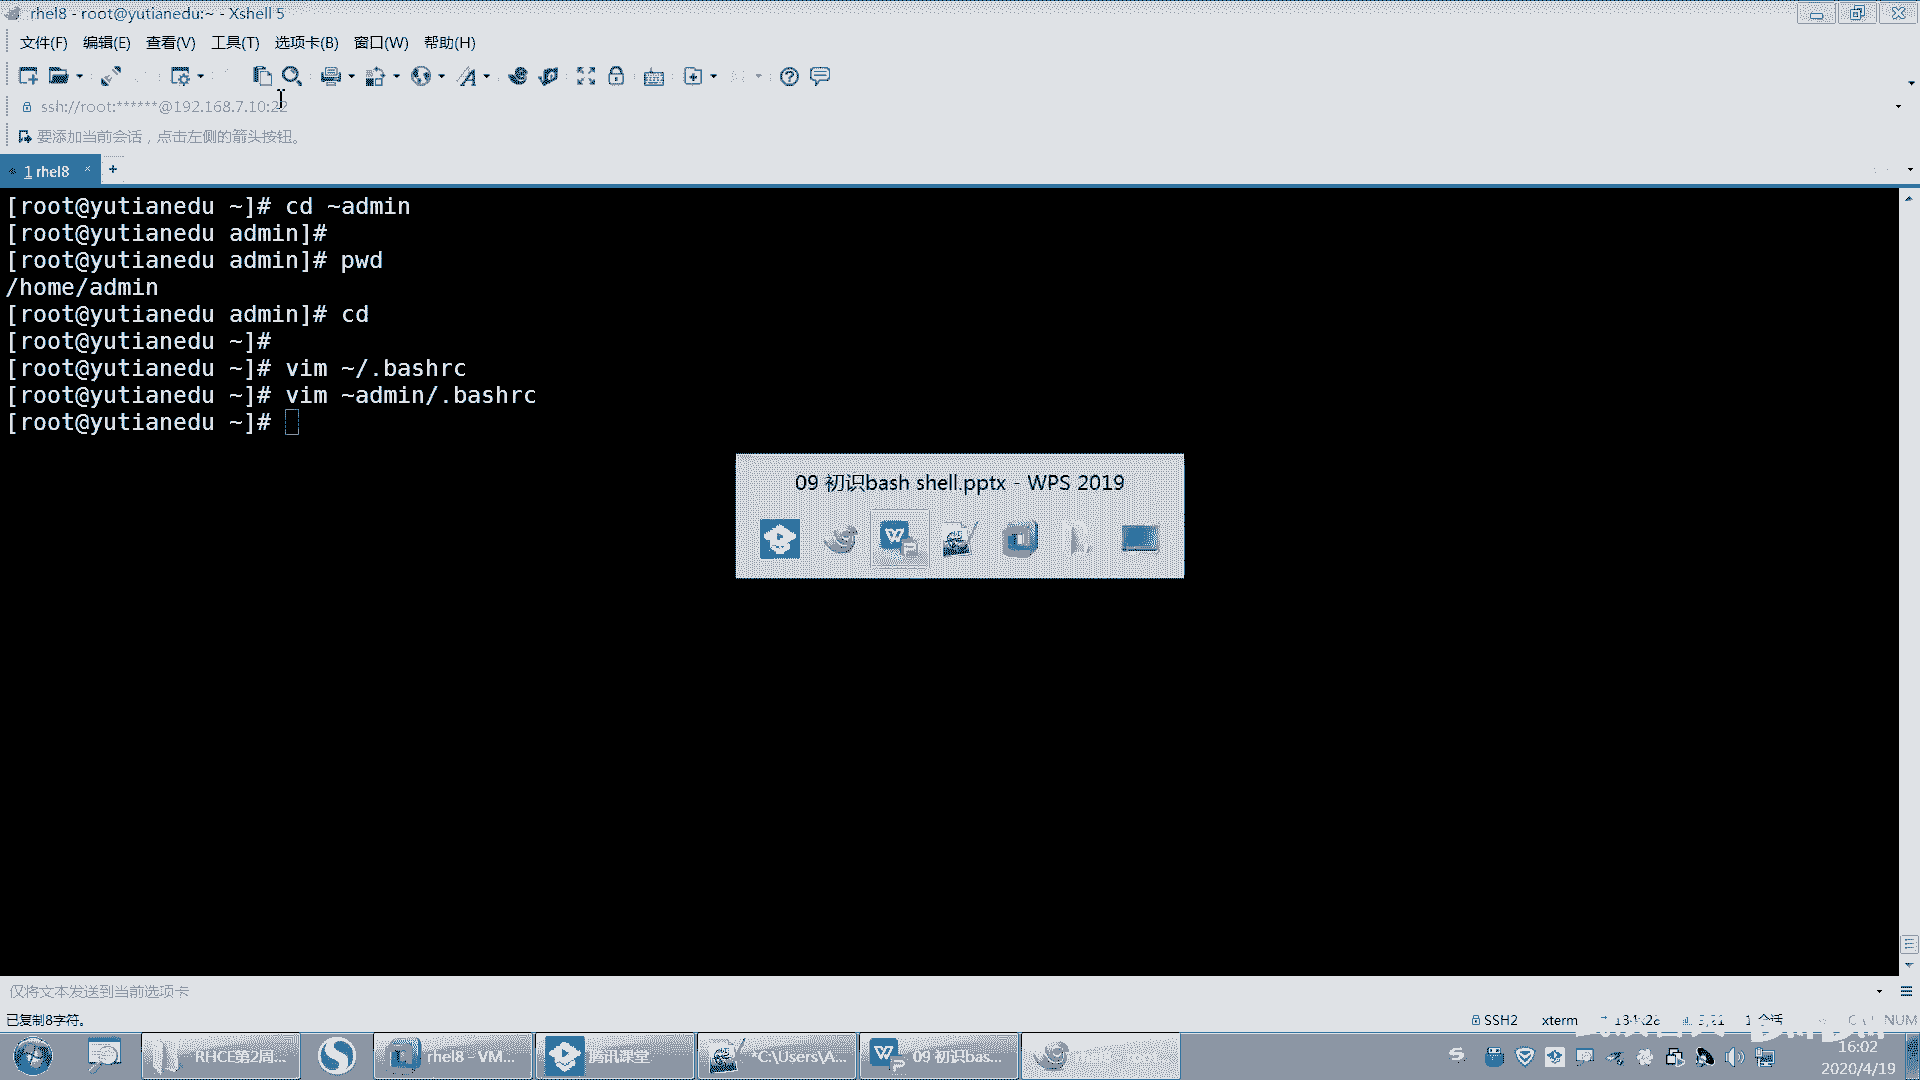 rhel8 - root@yutianedu:~ - Xshell 5
文件(F) 编辑(E) 查看(V) 工具(T) 选项卡(B) 窗口(W) 帮助(H)
ssh://root:******@192.168.7.10:22
要添加当前会话，点击左侧的箭头按钮。
1 rhel8
[root@yutianedu ~]# cd ~admin
[root@yutianedu admin]#
[root@yutianedu admin]# pwd
/home/admin
[root@yutianedu admin]# cd
[root@yutianedu ~]#
[root@yutianedu ~]# vim ~/.bashrc
[root@yutianedu ~]# vim ~admin/.bashrc
[root@yutianedu ~]#
09 初识bash shell.pptx - WPS 2019
仅将文本发送到当前选项卡
已复制8字符。
SSH2 xterm 134x28 1 会话 NUM
RHCE第2周... rhel8 - VM... 腾讯课堂 *C:\Users\A... 09 初识bas...
16:02
2020/4/19